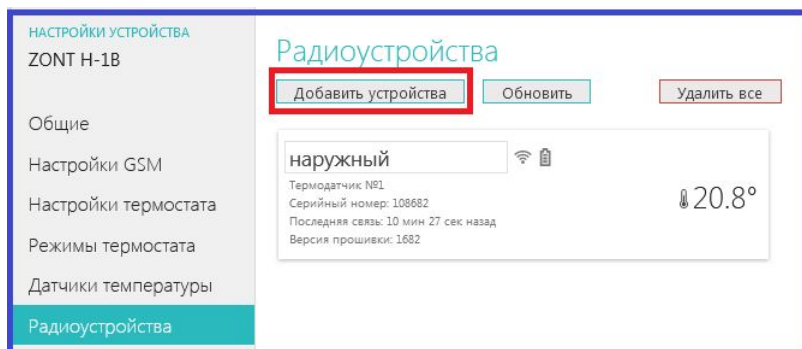 НАСТРОЙКИ УСТРОЙСТВА
ZONT H-1B
Общие
Настройки GSM
Настройки термостата
Режимы термостата
Датчики температуры
Радиоустройства
Радиоустройства
Добавить устройства
Обновить
Удалить все
наружный
Термодатчик №1
Серийный номер: 108682
Последняя связь: 10 мин 27 сек назад
Версия прошивки: 1682
20.8°